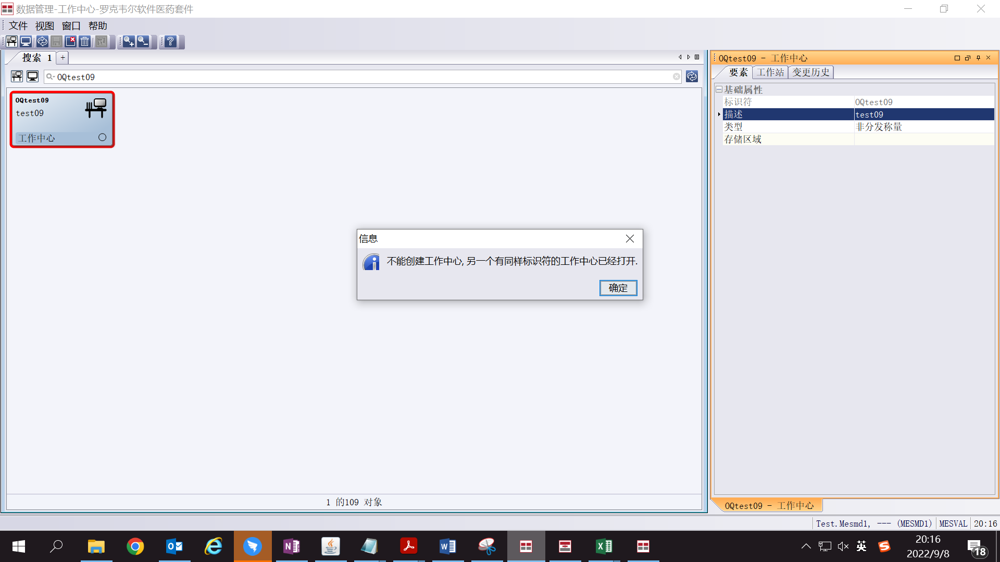 数据管理-工作中心-罗克韦尔软件医药套件
文件 视图 窗口 帮助
搜索 1 +
OQtest09
OQtest09
test09
工作中心
1 的109 对象
信息
不能创建工作中心, 另一个有同样标识符的工作中心已经打开.
确定
OQtest09 - 工作中心
要素 工作站 变更历史
基础属性
标识符 OQtest09
描述 test09
类型 非分发称量
存储区域
OQtest09 - 工作中心
Test.Mesmd1, --- (MESMD1) MESVAL 20:16
英
20:16
2022/9/8
18